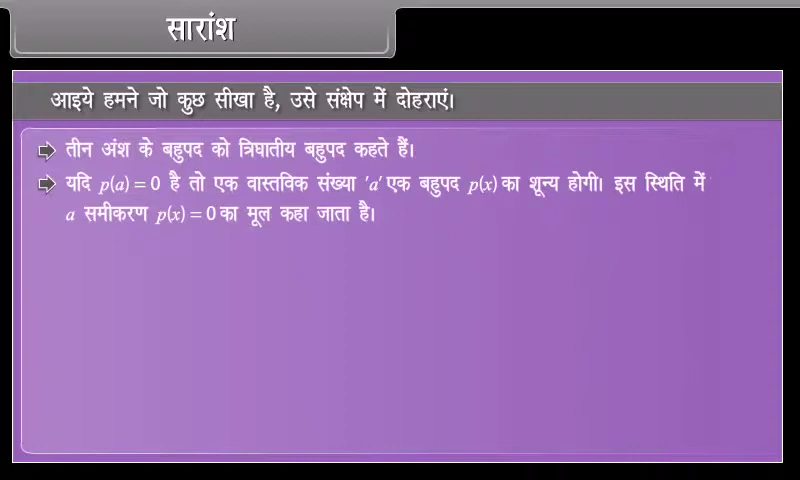 सारांश
आइये हमने जो कुछ सीखा है, उसे संक्षेप में दोहराएं।
तीन अंश के बहुपद को त्रिघातीय बहुपद कहते हैं।
यदि p(a) = 0 है तो एक वास्तविक संख्या 'a' एक बहुपद p(x) का शून्य होगी। इस स्थिति में
a समीकरण p(x) = 0 का मूल कहा जाता है।